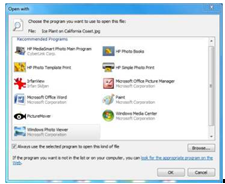 Open with
Choose the program you want to use to open this file:
File: Ice Plant on California Coast.jpg
Recommended Programs
HP MediaSmart Photo Main Program
CyberLink Corp.
HP Photo Books
HP Photo Template Print
HP Simple Photo Print
IrfanView
Irfan Skiljan
Microsoft Office Picture Manager
Microsoft Corporation
Microsoft Office Word
Microsoft Corporation
Paint
Microsoft Corporation
PictureMover
Windows Media Center
Microsoft Corporation
Windows Photo Viewer
Microsoft Corporation
Always use the selected program to open this kind of file
Browse...
If the program you want is not in the list or on your computer, you can look for the appropriate program on the
Web.
OK
Cancel